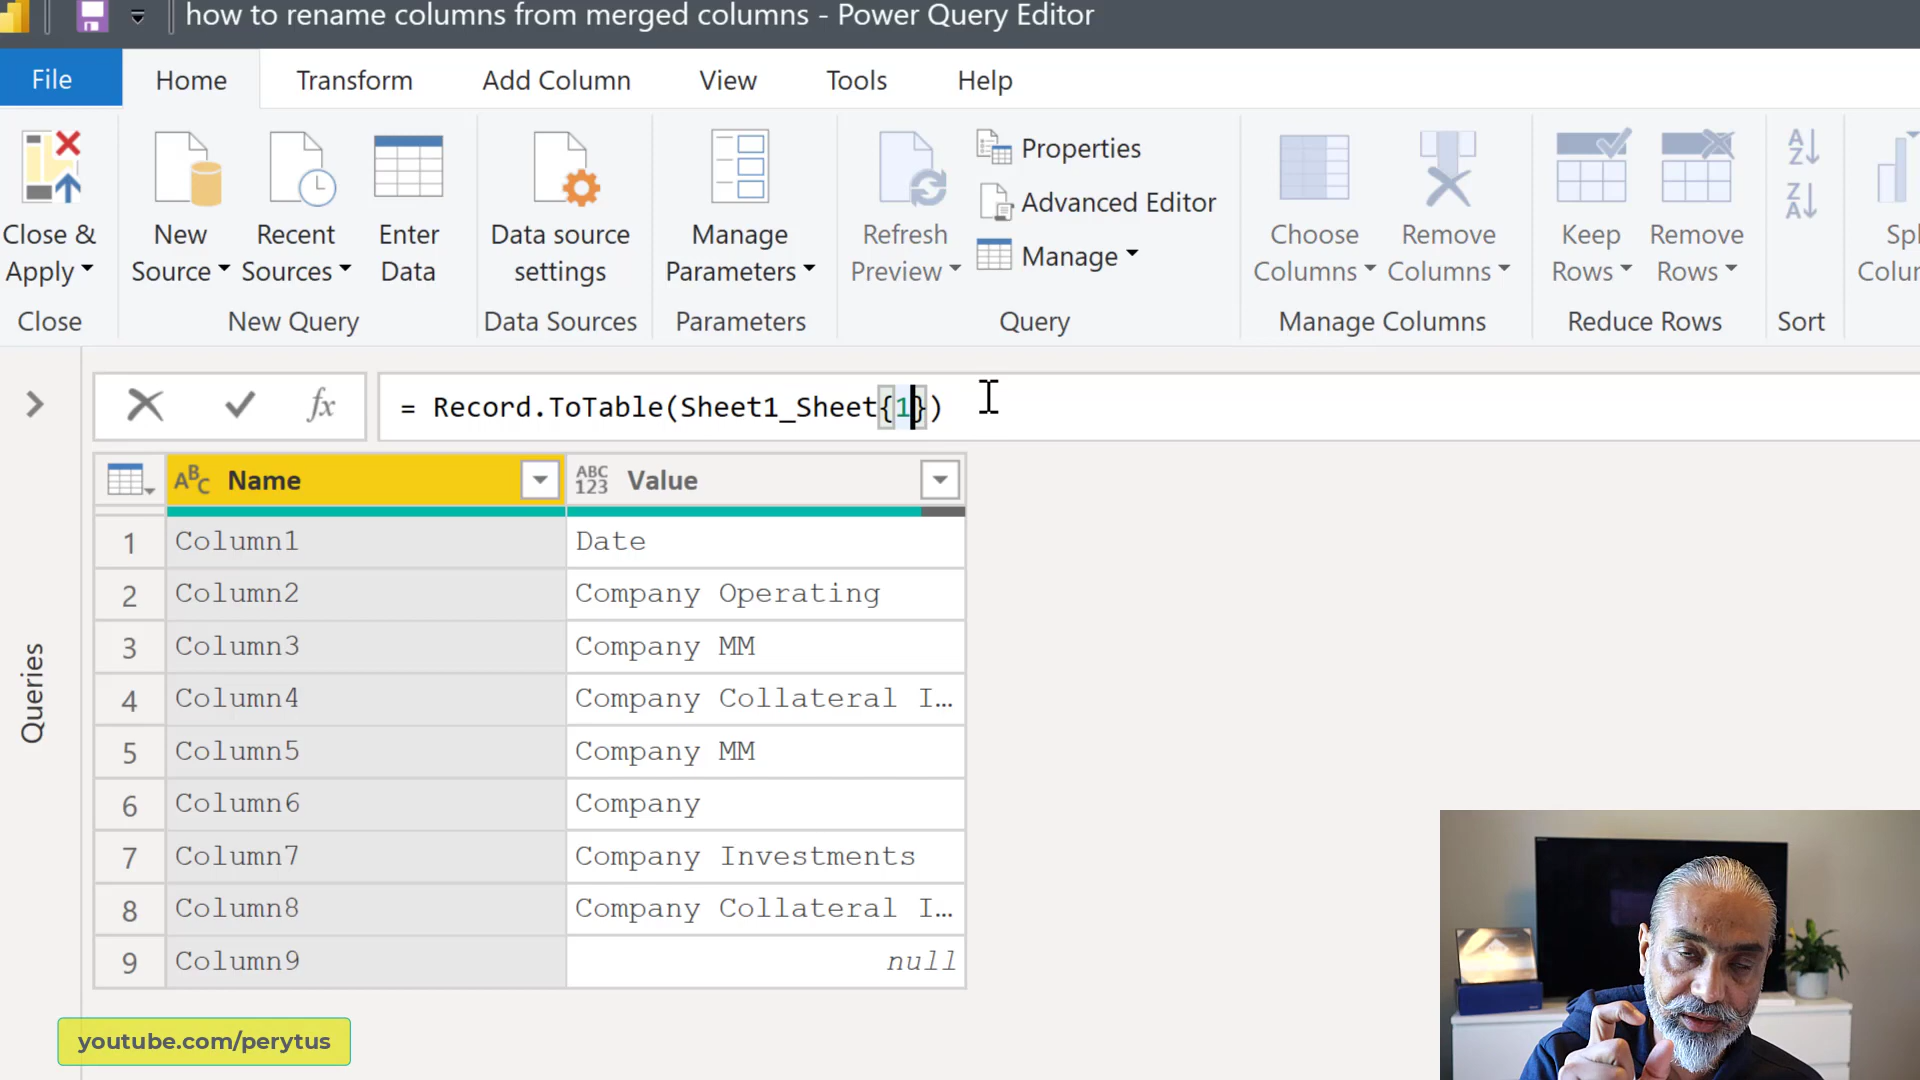 how to rename columns from merged columns - Power Query Editor
File Home Transform Add Column View Tools Help
Close & Apply
New Source
Recent Sources
Enter Data
Data source settings
Manage Parameters
Refresh Preview
Properties
Advanced Editor
Manage
Choose Columns
Remove Columns
Keep Rows
Remove Rows
Close New Query Data Sources Parameters Query Manage Columns Reduce Rows Sort
fx = Record.ToTable(Sheet1_Sheet{1})
Queries
ABC Name ABC 123 Value
1 Column1 Date
2 Column2 Company Operating
3 Column3 Company MM
4 Column4 Company Collateral I...
5 Column5 Company MM
6 Column6 Company
7 Column7 Company Investments
8 Column8 Company Collateral I...
9 Column9 null
youtube.com/perytus